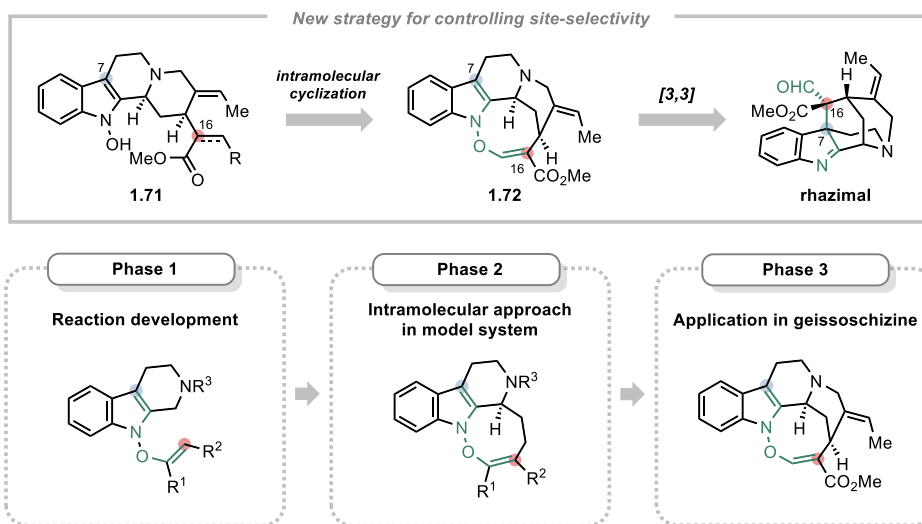 New strategy for controlling site-selectivity
7
N
N
OH
H
H
16
Me
MeO
O
R
1.71
intramolecular
cyclization
7
N
N
O
H
H
16
Me
CO2Me
1.72
[3,3]
Me
OHC
H
MeO2C
16
7
N
N
rhazimal
Phase 1
Reaction development
NR3
N
O
R2
R1
Phase 2
Intramolecular approach
in model system
NR3
N
H
O
R1
R2
Phase 3
Application in geissoschizine
N
N
H
O
Me
H
CO2Me